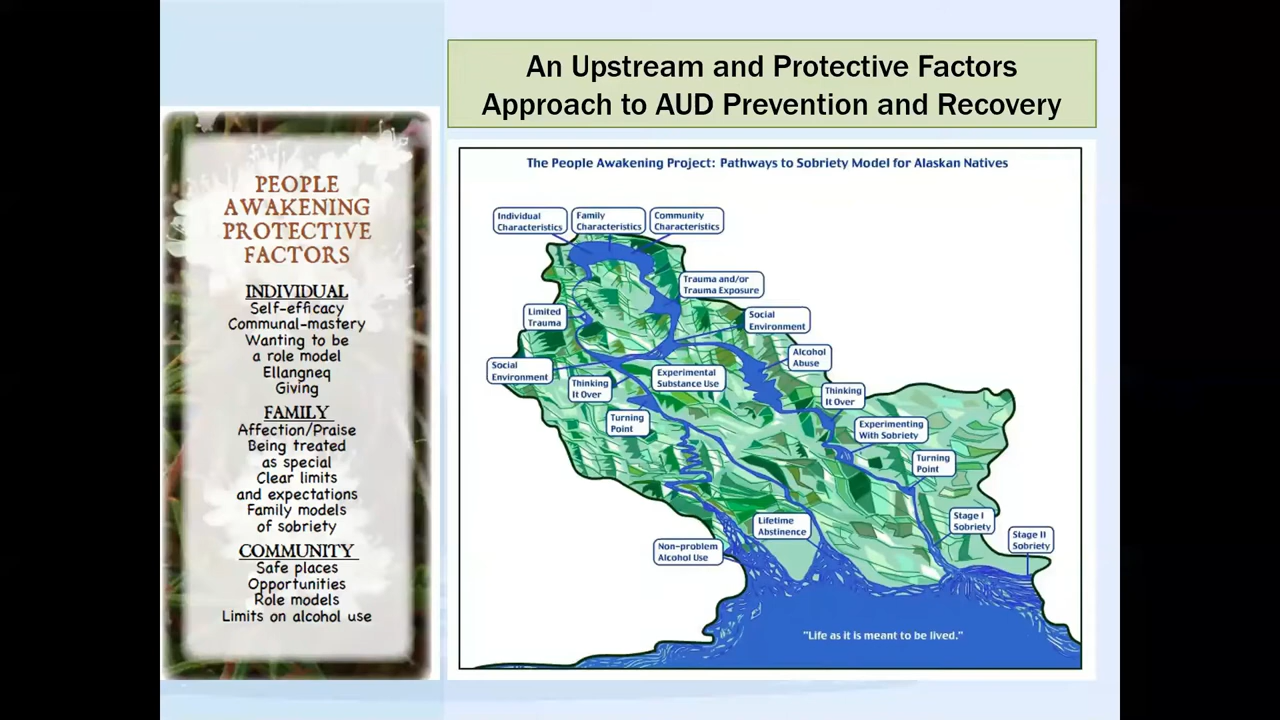 An Upstream and Protective Factors
Approach to AUD Prevention and Recovery
PEOPLE
AWAKENING
PROTECTIVE
FACTORS
INDIVIDUAL
Self-efficacy
Communal-mastery
Wanting to be
a role model
Ellangneq
Giving
FAMILY
Affection/Praise
Being treated
as special
Clear limits
and expectations
Family models
of sobriety
COMMUNITY
Safe places
Opportunities
Role models
Limits on alcohol use
The People Awakening Project: Pathways to Sobriety Model for Alaskan Natives
Individual
Characteristics
Family
Characteristics
Community
Characteristics
Trauma and/or
Trauma Exposure
Limited
Trauma
Social
Environment
Social
Environment
Alcohol
Abuse
Experimental
Substance Use
Thinking
It Over
Thinking
It Over
Turning
Point
Experimenting
With Sobriety
Turning
Point
Lifetime
Abstinence
Stage I
Sobriety
Stage II
Sobriety
Non-problem
Alcohol Use
"Life as it is meant to be lived."